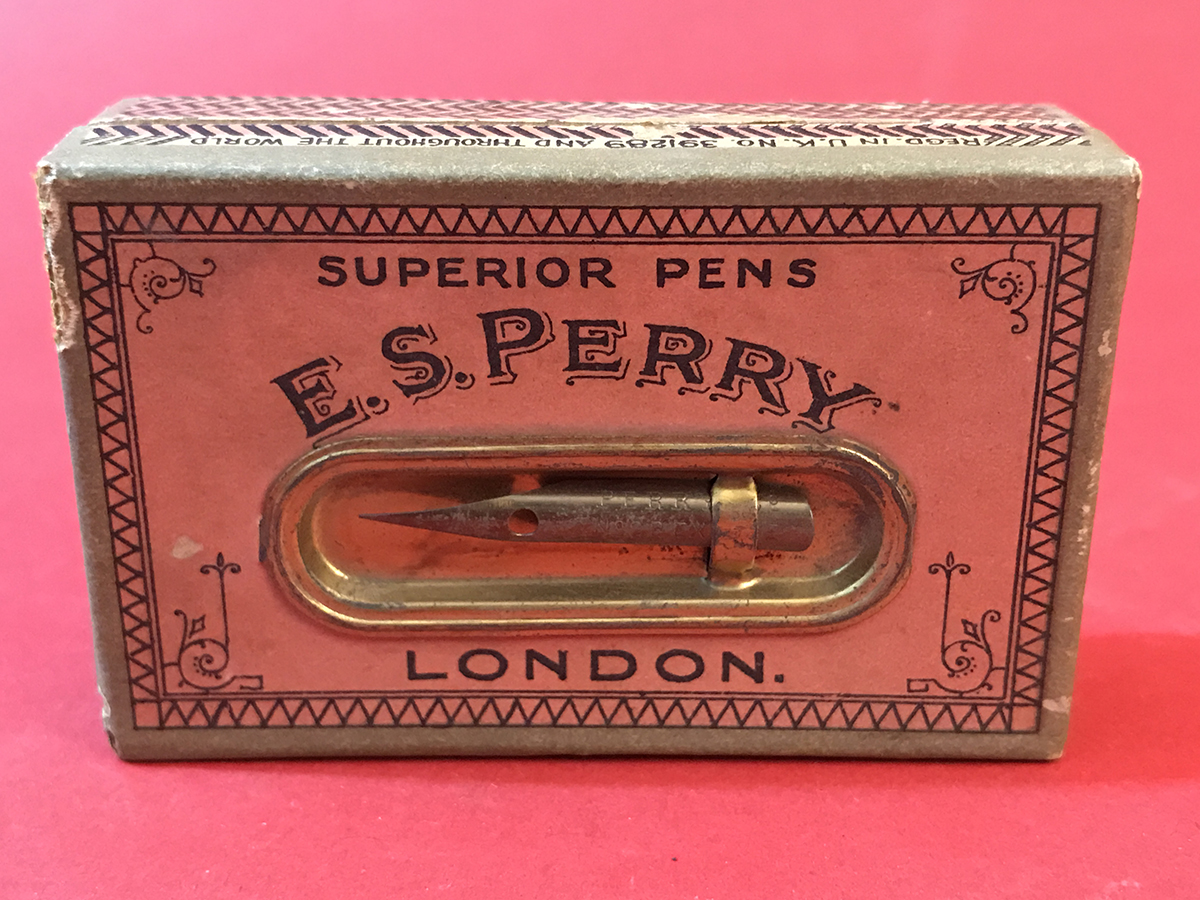 REGD. IN U.K. No. 391289 AND THROUGHOUT THE WORLD
SUPERIOR PENS
E. S. PERRY
LONDON.